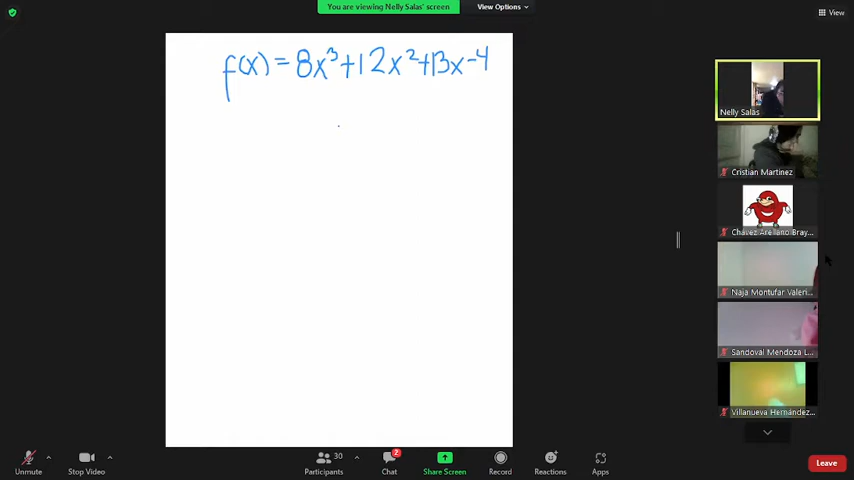 You are viewing Nelly Salas' screen
View Options
View
f(x) = 8x³+12x²+13x-4
Nelly Salas
Cristian Martinez
Chávez Arellano Bray...
Naja Montufar Valeri...
Sandoval Mendoza L...
Villanueva Hernández...
Unmute
Stop Video
30
Participants
2
Chat
Share Screen
Record
Reactions
Apps
Leave